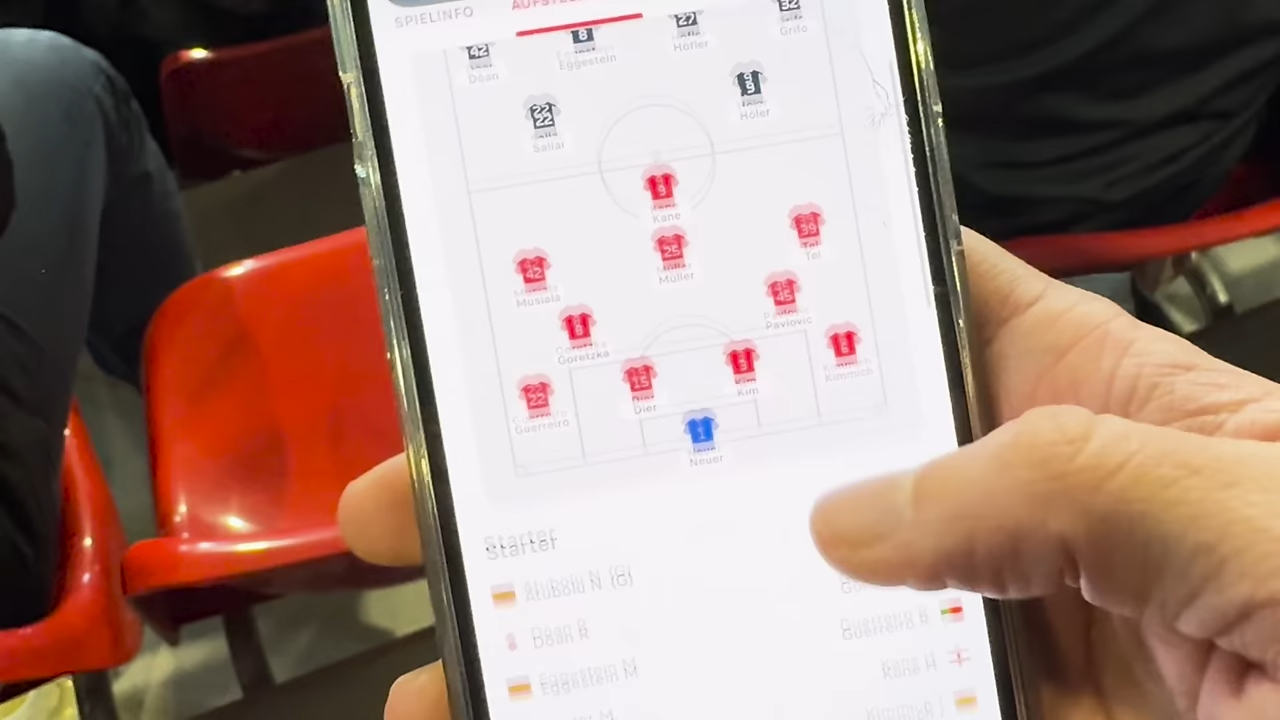 SPIELINFO
42 8 27 32
Doan Eggestein Höfler Grifo
22 9
Sallai Höler
9
Kane
42 25 39
Musiala Müller Tel
8 45
Goretzka Pavlovic
22 15 3 6
Guerreiro Dier Kim Kimmich
1
Neuer
Starter
Atubolu N (G)
Doan R Guerreiro R
Eggestein M Kane H
Kimmich J